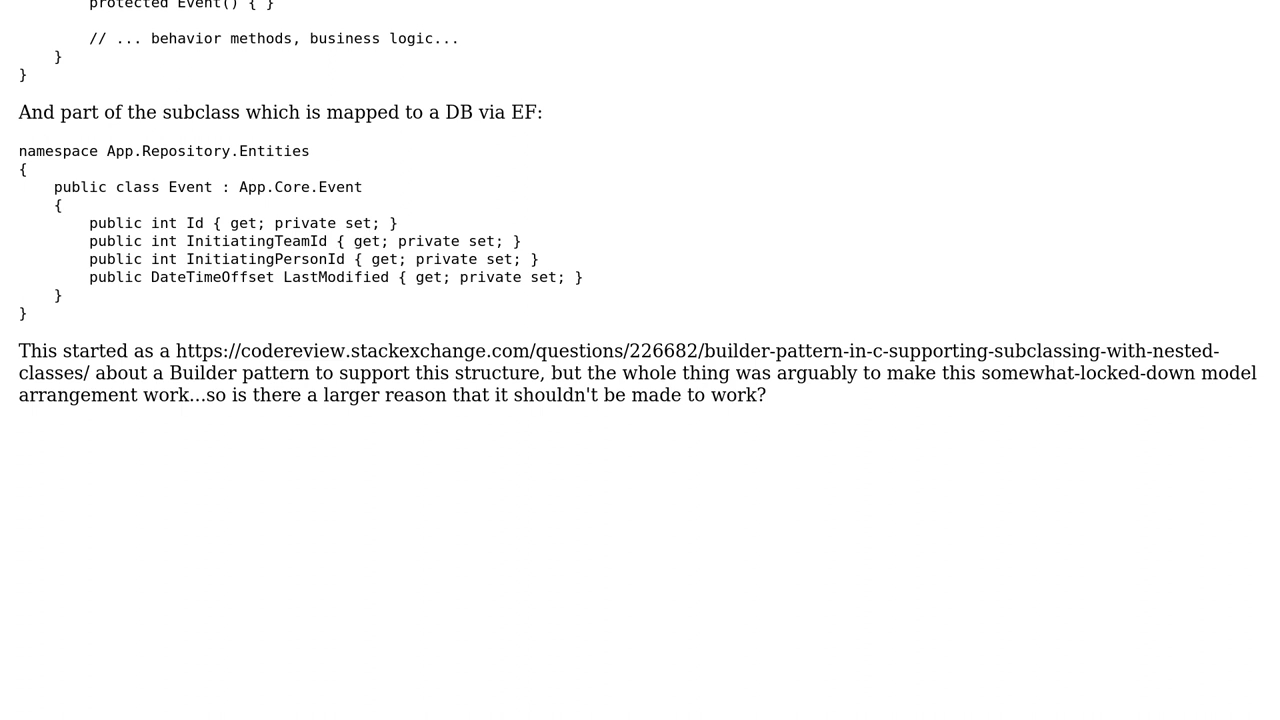 protected Event() { }
// ... behavior methods, business logic...
}
}
And part of the subclass which is mapped to a DB via EF:
namespace App.Repository.Entities
{
public class Event : App.Core.Event
{
public int Id { get; private set; }
public int InitiatingTeamId { get; private set; }
public int InitiatingPersonId { get; private set; }
public DateTimeOffset LastModified { get; private set; }
}
}
This started as a https://codereview.stackexchange.com/questions/226682/builder-pattern-in-c-supporting-subclassing-with-nested-
classes/ about a Builder pattern to support this structure, but the whole thing was arguably to make this somewhat-locked-down model
arrangement work...so is there a larger reason that it shouldn't be made to work?